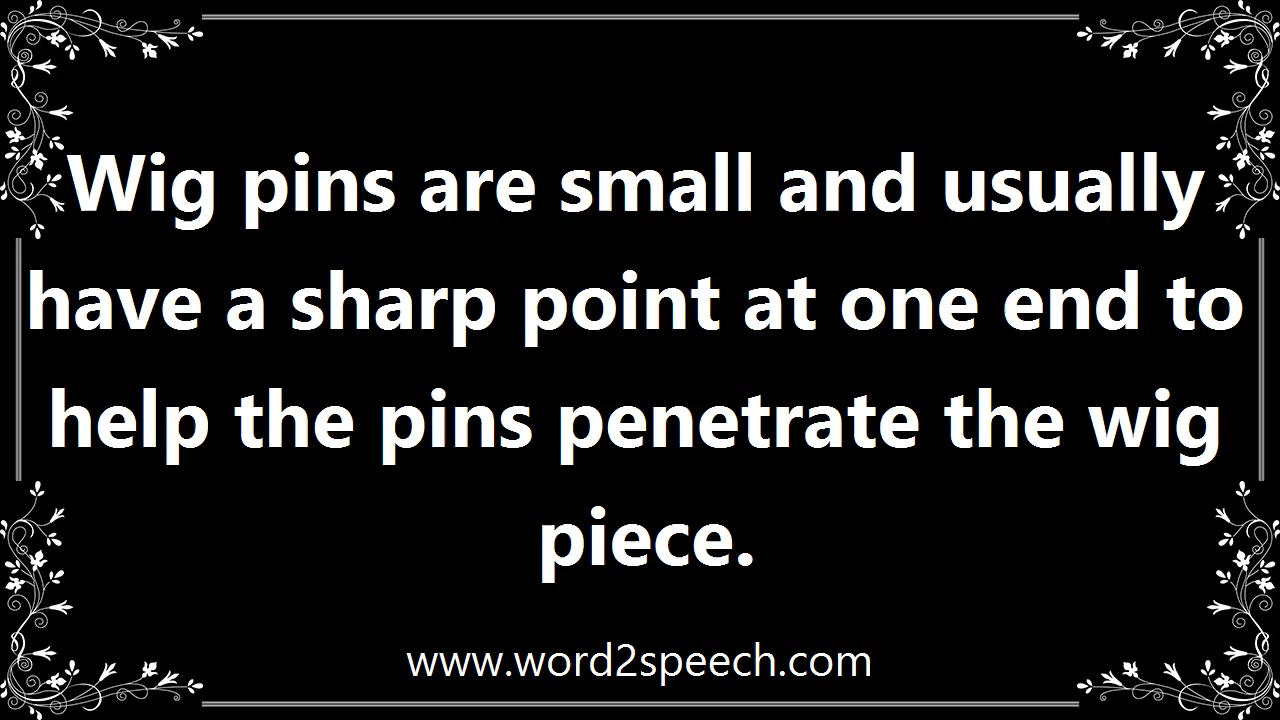 Wig pins are small and usually
have a sharp point at one end to
help the pins penetrate the wig
piece.
www.word2speech.com